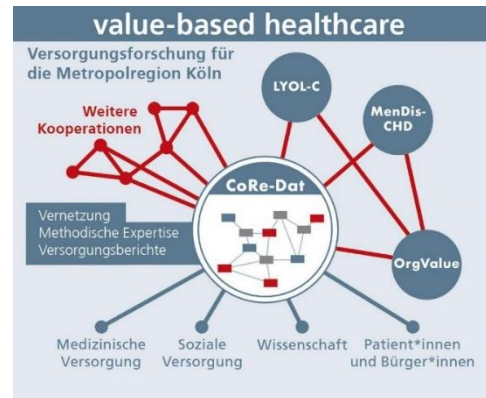 value-based healthcare
Versorgungsforschung für
die Metropolregion Köln
LYOL-C
MenDis-
CHD
Weitere
Kooperationen
CoRe-Dat
Vernetzung
Methodische Expertise
Versorgungsberichte
OrgValue
Medizinische
Versorgung
Soziale
Versorgung
Wissenschaft
Patient*innen
und Bürger*innen